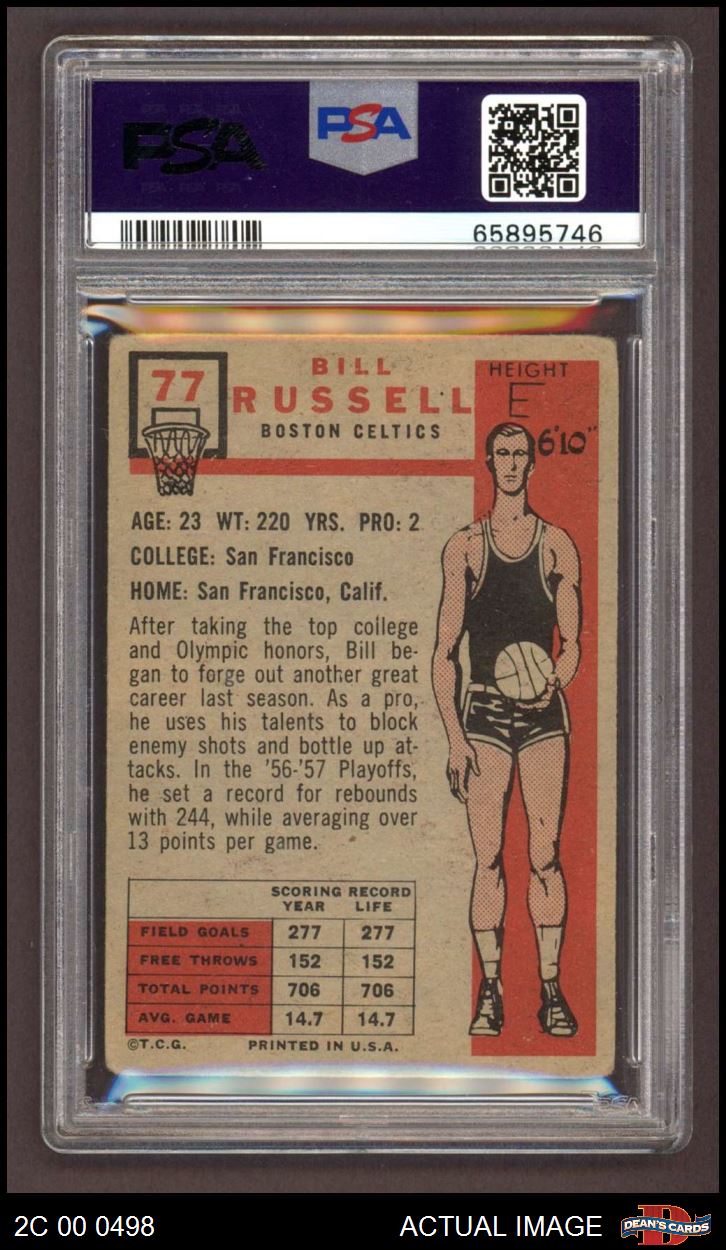 PSA
PSA
65895746
77
BILL
RUSSELL
BOSTON CELTICS
HEIGHT
E
6'10"
AGE: 23 WT: 220 YRS. PRO: 2
COLLEGE: San Francisco
HOME: San Francisco, Calif.
After taking the top college
and Olympic honors, Bill be-
gan to forge out another great
career last season. As a pro,
he uses his talents to block
enemy shots and bottle up at-
tacks. In the '56-'57 Playoffs,
he set a record for rebounds
with 244, while averaging over
13 points per game.
SCORING RECORD
YEAR LIFE
FIELD GOALS 277 277
FREE THROWS 152 152
TOTAL POINTS 706 706
AVG. GAME 14.7 14.7
©T.C.G. PRINTED IN U.S.A.
2C 00 0498 ACTUAL IMAGE DEAN'S CARDS